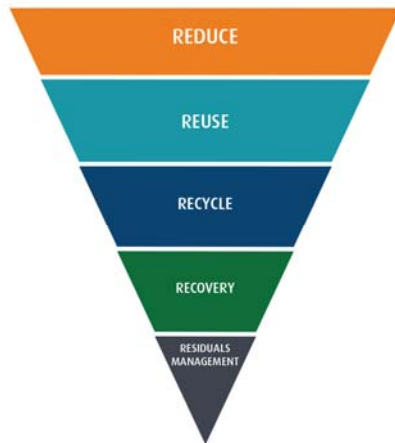 REDUCE
REUSE
RECYCLE
RECOVERY
RESIDUALS
MANAGEMENT